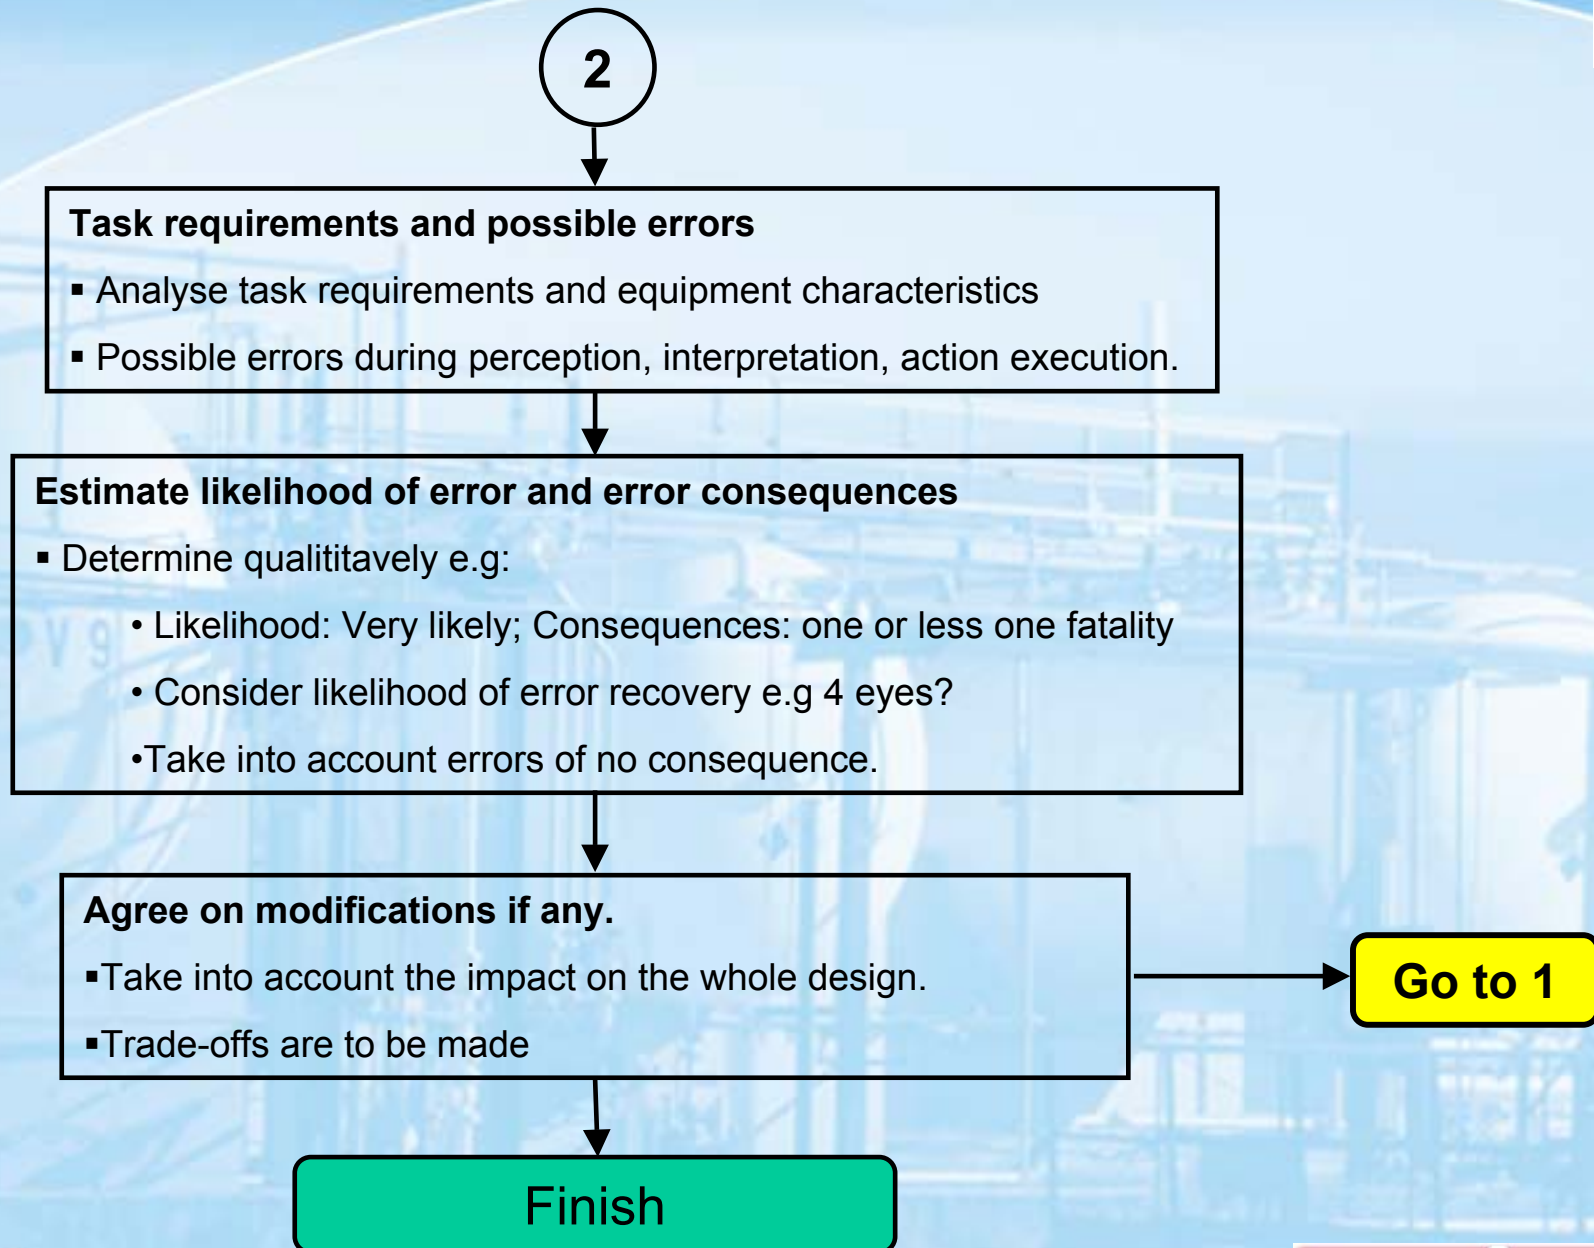 2
Task requirements and possible errors
▪ Analyse task requirements and equipment characteristics
▪ Possible errors during perception, interpretation, action execution.
Estimate likelihood of error and error consequences
▪ Determine qualititavely e.g:
• Likelihood: Very likely; Consequences: one or less one fatality
• Consider likelihood of error recovery e.g 4 eyes?
•Take into account errors of no consequence.
Agree on modifications if any.
▪Take into account the impact on the whole design.
▪Trade-offs are to be made
Go to 1
Finish